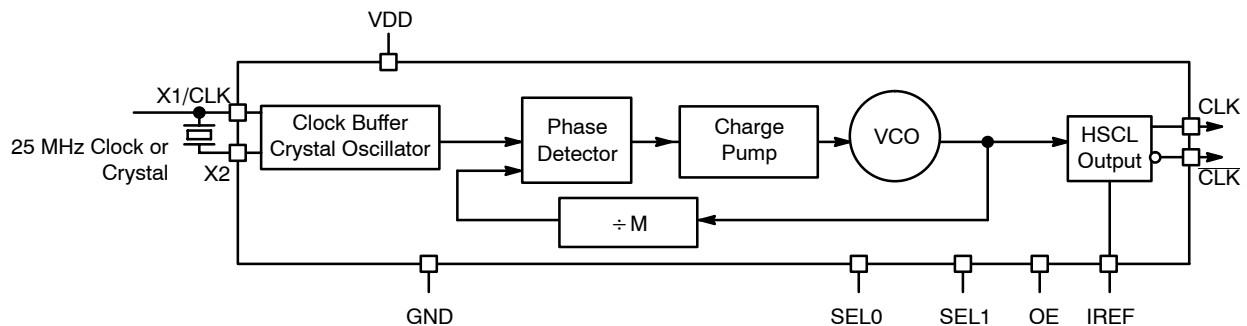 VDD
X1/CLK
25 MHz Clock or
Crystal
X2
Clock Buffer
Crystal Oscillator
Phase
Detector
Charge
Pump
VCO
HSCL
Output
CLK
CLK
÷ M
GND
SEL0
SEL1
OE
IREF